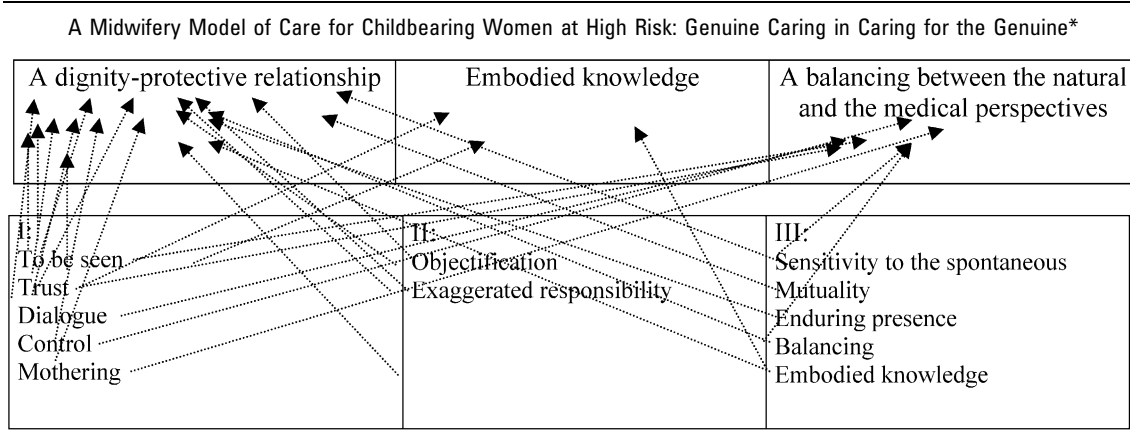 A Midwifery Model of Care for Childbearing Women at High Risk: Genuine Caring in Caring for the Genuine*
A dignity-protective relationship
Embodied knowledge
A balancing between the natural
and the medical perspectives
I:
To be seen
Trust
Dialogue
Control
Mothering
II:
Objectification
Exaggerated responsibility
III:
Sensitivity to the spontaneous
Mutuality
Enduring presence
Balancing
Embodied knowledge